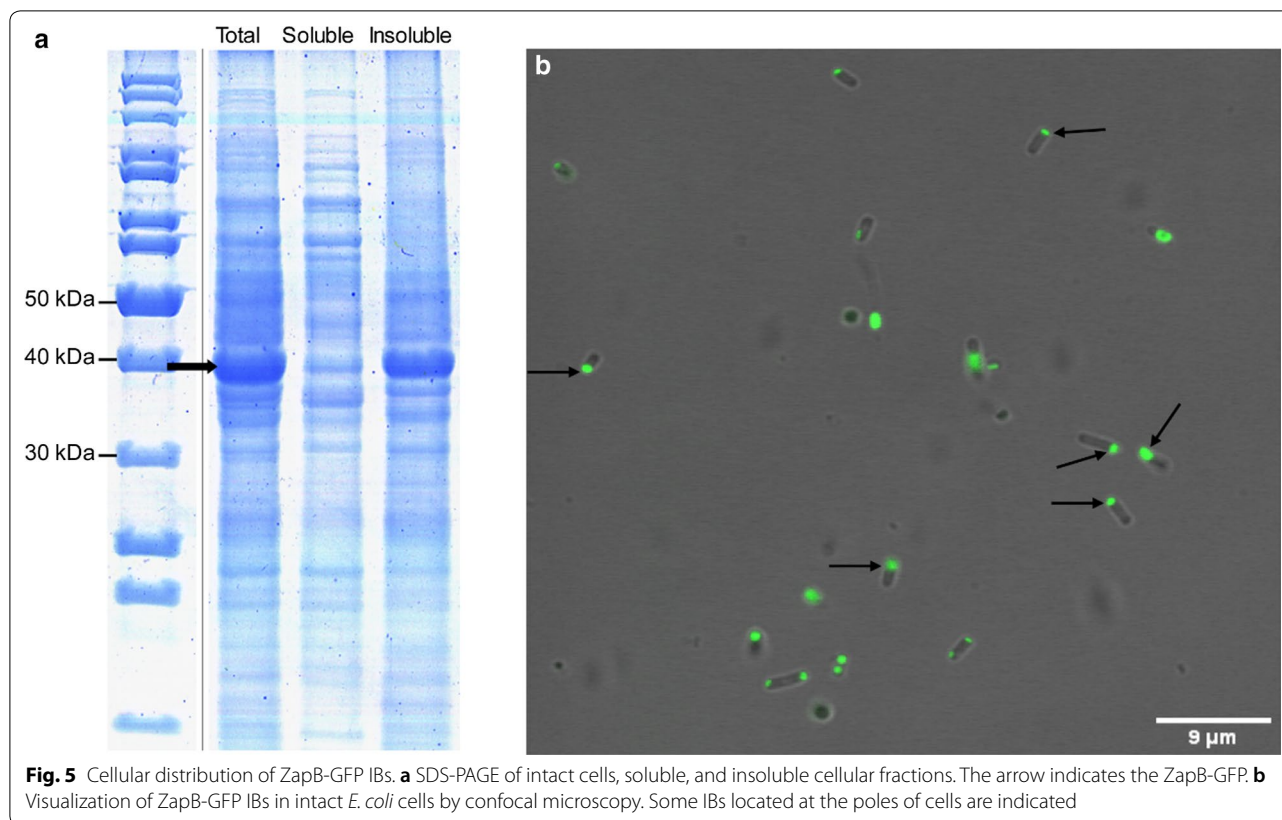 a
Total Soluble Insoluble
50 kDa
40 kDa
30 kDa
b
9 µm
Fig. 5 Cellular distribution of ZapB-GFP IBs. a SDS-PAGE of intact cells, soluble, and insoluble cellular fractions. The arrow indicates the ZapB-GFP. b
Visualization of ZapB-GFP IBs in intact E. coli cells by confocal microscopy. Some IBs located at the poles of cells are indicated